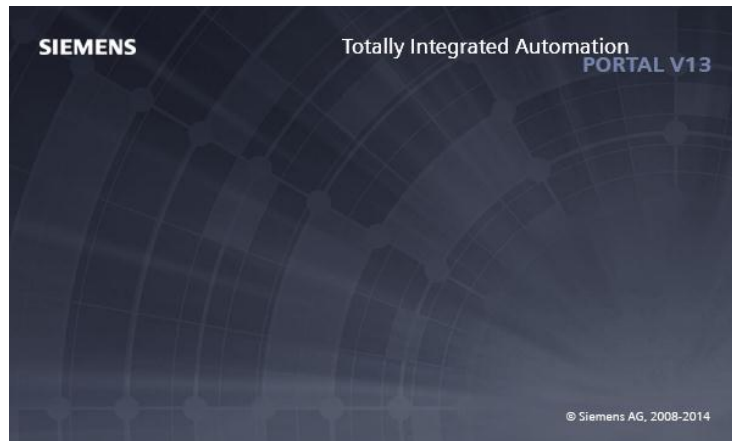 SIEMENS
Totally Integrated Automation
PORTAL V13
© Siemens AG, 2008-2014